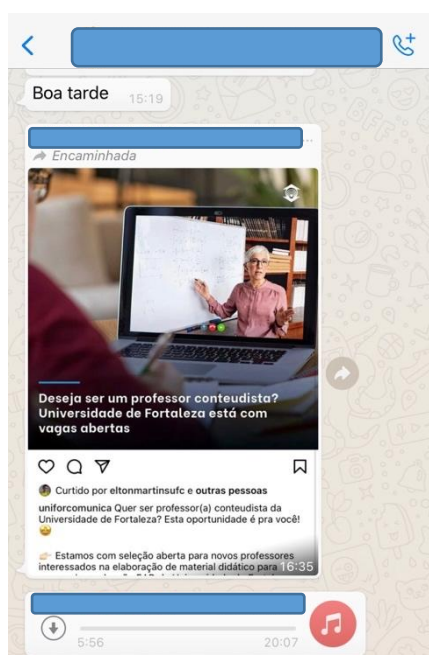 Boa tarde 15:19
Encaminhada
Deseja ser um professor conteudista?
Universidade de Fortaleza está com
vagas abertas
Curtido por eltonmartinsufc e outras pessoas
uniforcomunica Quer ser professor(a) conteudista da
Universidade de Fortaleza? Esta oportunidade é pra você!
Estamos com seleção aberta para novos professores
interessados na elaboração de material didático para
16:35
5:56 20:07